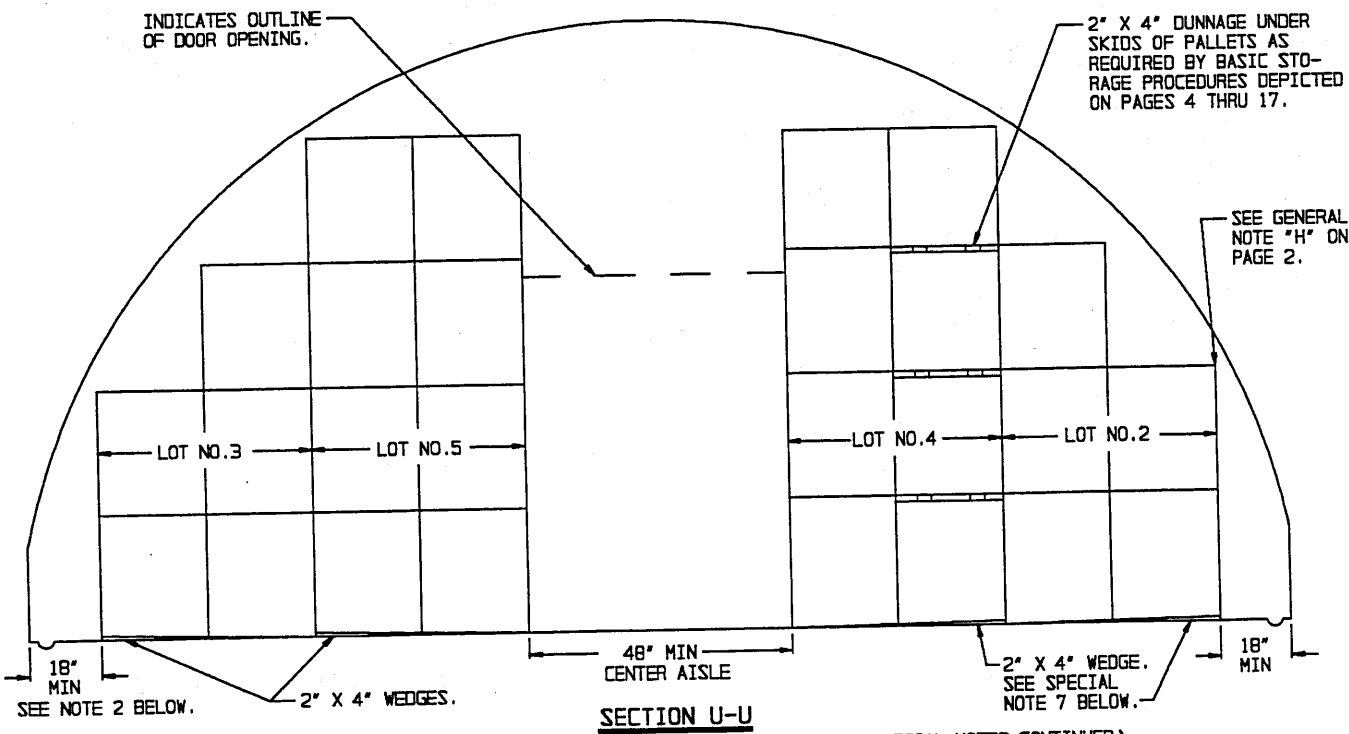 INDICATES OUTLINE
OF DOOR OPENING.
2" X 4" DUNNAGE UNDER
SKIDS OF PALLETS AS
REQUIRED BY BASIC STO-
RAGE PROCEDURES DEPICTED
ON PAGES 4 THRU 17.
SEE GENERAL
NOTE "H" ON
PAGE 2.
LOT NO.3
LOT NO.5
LOT NO.4
LOT NO.2
18"
MIN
SEE NOTE 2 BELOW.
2" X 4" WEDGES.
48" MIN
CENTER AISLE
2" X 4" WEDGE.
SEE SPECIAL
NOTE 7 BELOW.
18"
MIN
SECTION U-U